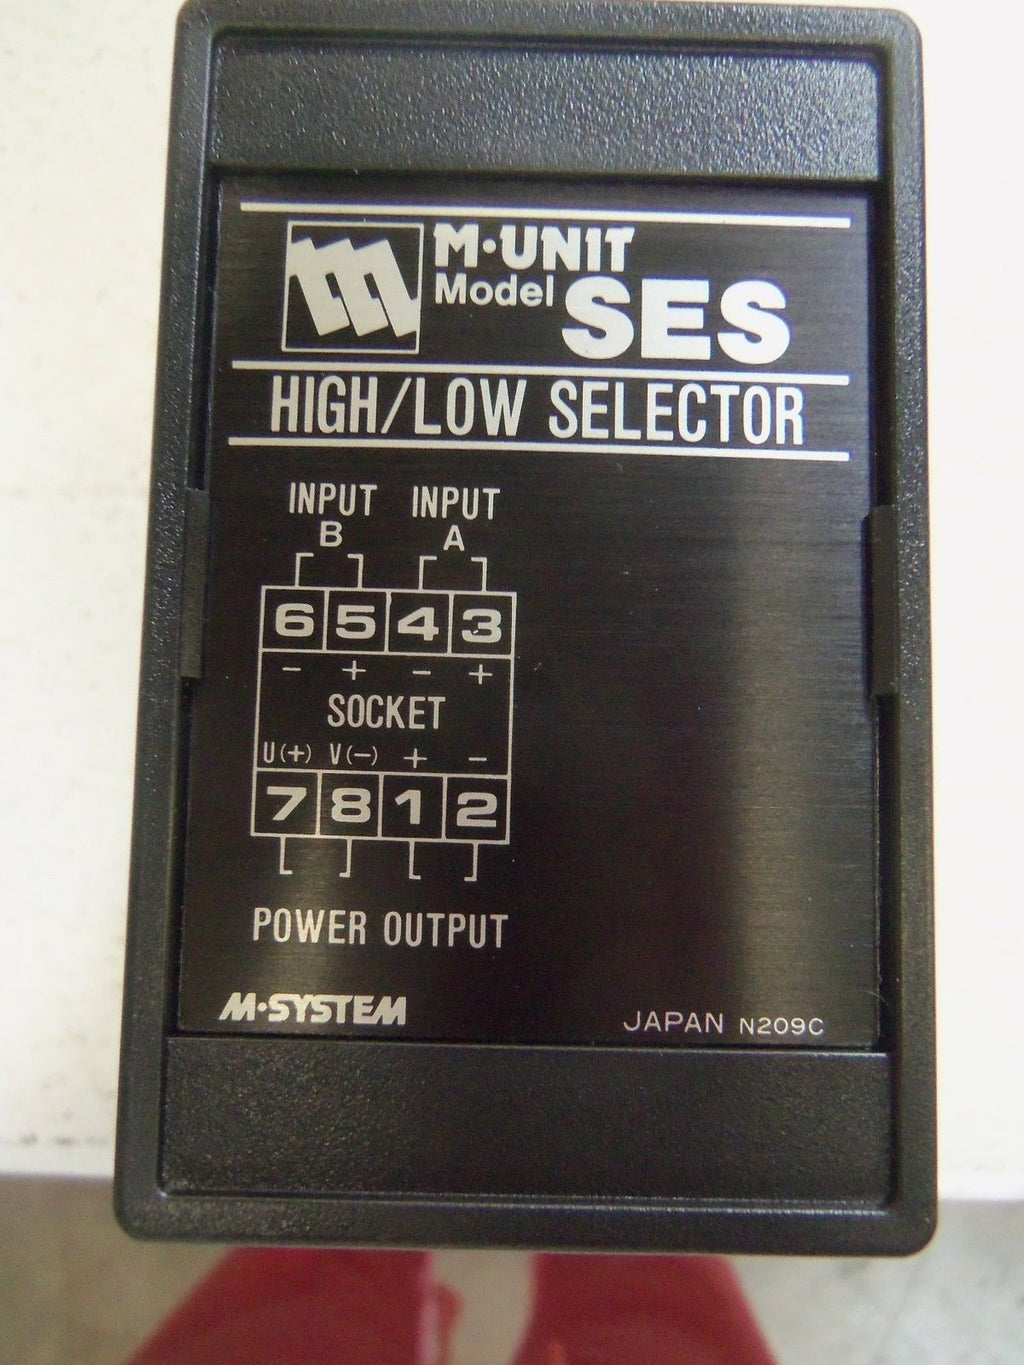 M·UNIT
Model SES
HIGH/LOW SELECTOR
INPUT INPUT
B A
6 5 4 3
− + − +
SOCKET
U(+) V(−) + −
7 8 1 2
POWER OUTPUT
M·SYSTEM JAPAN N209C